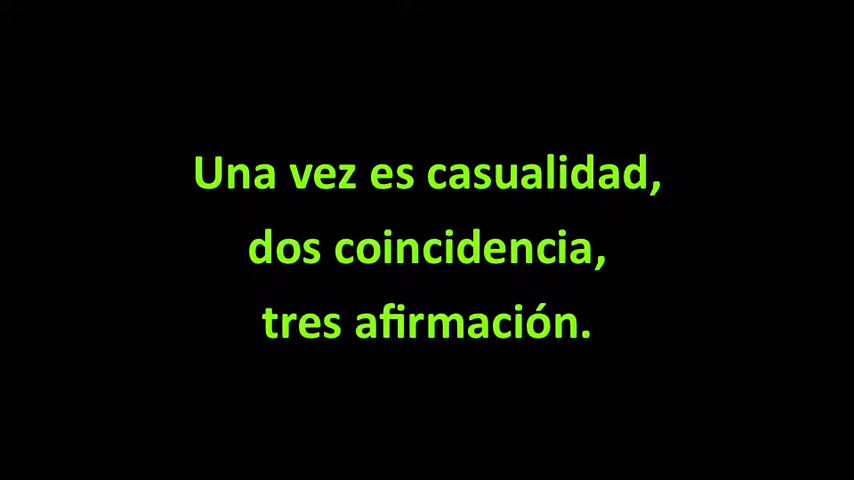 Una vez es casualidad,
dos coincidencia,
tres afirmación.